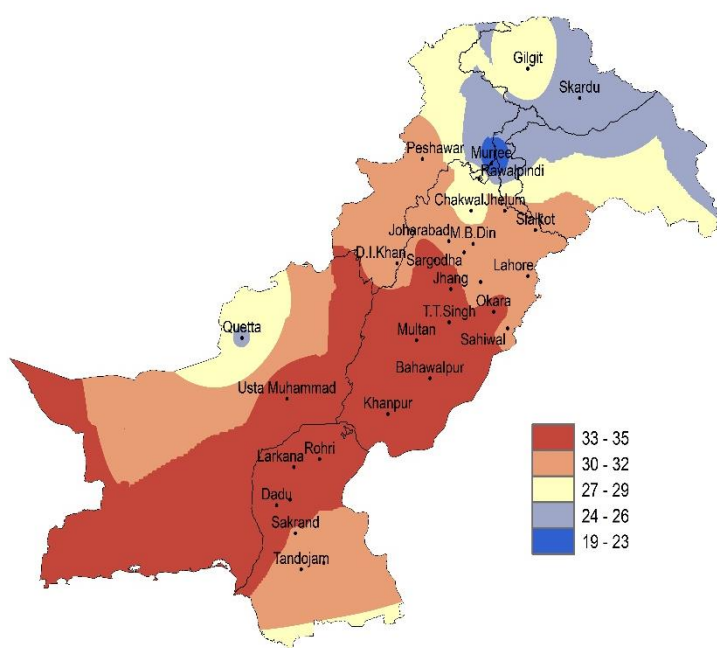 Gilgit
Skardu
Peshawar
Murree
Rawalpindi
Chakwal
Jhelum
Sialkot
Joharabad
M.B.Din
D.I.Khan
Sargodha
Lahore
Jhang
Okara
T.T.Singh
Quetta
Multan
Sahiwal
Bahawalpur
Usta Muhammad
Khanpur
33 - 35
30 - 32
27 - 29
24 - 26
19 - 23
Rohri
Larkana
Dadu
Sakrand
Tandojam